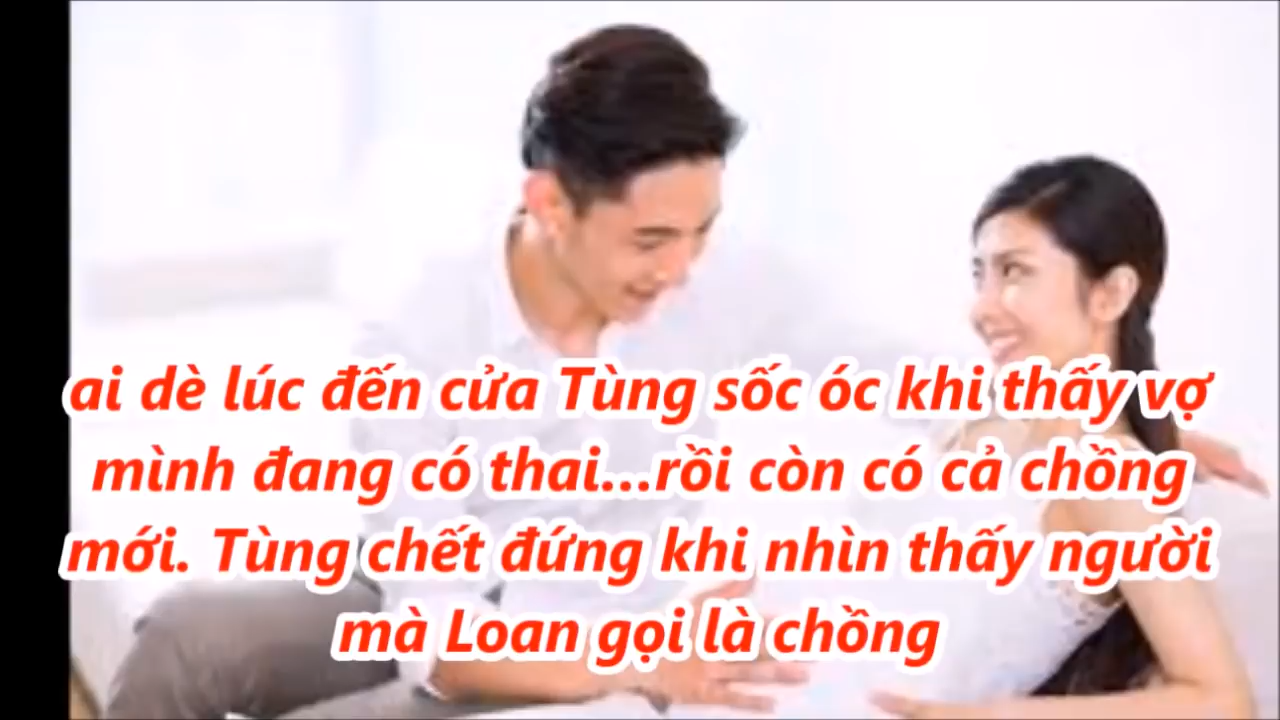 ai dè lúc đến cửa Tùng sốc óc khi thấy vợ
mình đang có thai...rồi còn có cả chồng
mới. Tùng chết đứng khi nhìn thấy người
mà Loan gọi là chồng